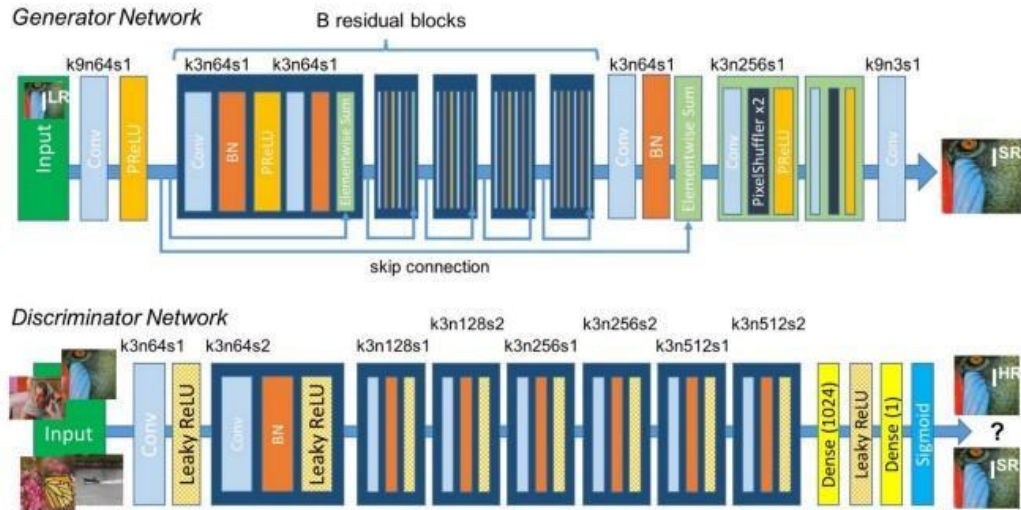 Generator Network
B residual blocks
k9n64s1
k3n64s1 k3n64s1
k3n64s1
k3n256s1
k9n3s1
I LR
Input
Conv
PReLU
Conv
BN
PReLU
Elementwise Sum
Conv
BN
Elementwise Sum
Conv
PixelShuffler x2
PReLU
Conv
I SR
skip connection
Discriminator Network
k3n64s1
k3n64s2
k3n128s1
k3n128s2
k3n256s1
k3n256s2
k3n512s1
k3n512s2
Input
Conv
Leaky ReLU
Conv
BN
Leaky ReLU
Dense (1024)
Leaky ReLU
Dense (1)
Sigmoid
I HR
?
I SR